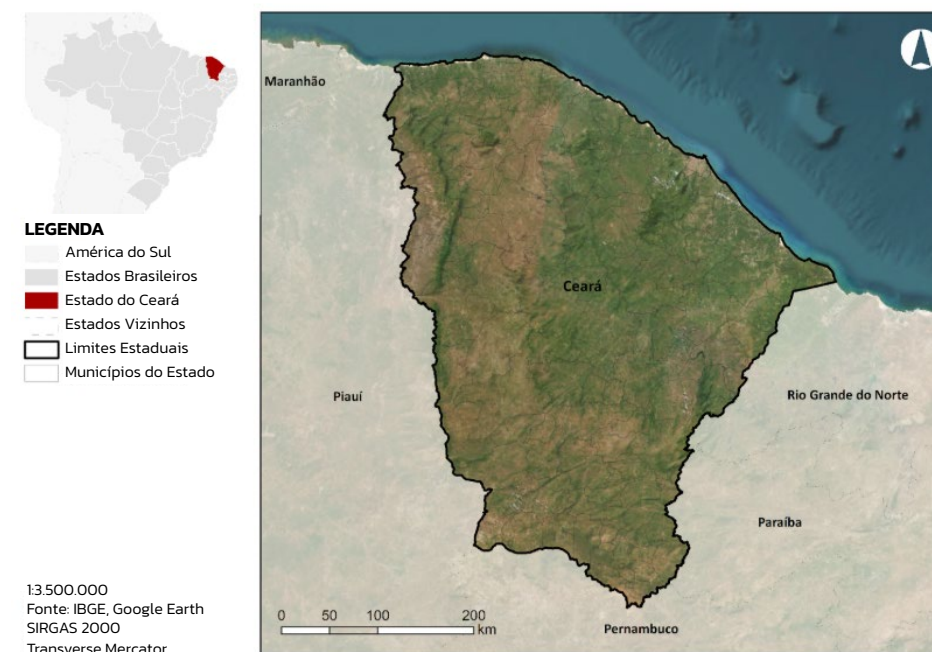 LEGENDA
América do Sul
Estados Brasileiros
Estado do Ceará
Estados Vizinhos
Limites Estaduais
Municípios do Estado
1:3.500.000
Fonte: IBGE, Google Earth
SIRGAS 2000
Transverse Mercator
Maranhão
Ceará
Piauí
Rio Grande do Norte
Paraíba
Pernambuco
0 50 100 200
km